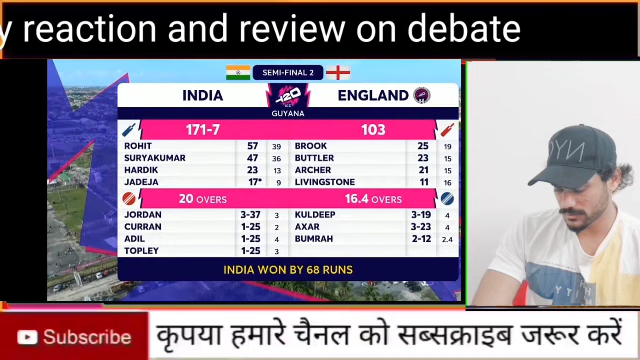 y reaction and review on debate
SEMI-FINAL 2
INDIA ENGLAND
T20
GUYANA
171-7 103
ROHIT 57 39 BROOK 25 19
SURYAKUMAR 47 36 BUTTLER 23 15
HARDIK 23 13 ARCHER 21 15
JADEJA 17* 9 LIVINGSTONE 11 16
20 OVERS 16.4 OVERS
JORDAN 3-37 3 KULDEEP 3-19 4
CURRAN 1-25 2 AXAR 3-23 4
ADIL 1-25 4 BUMRAH 2-12 2.4
TOPLEY 1-25 3
INDIA WON BY 68 RUNS
Subscribe कृपया हमारे चैनल को सब्सक्राइब जरूर करें